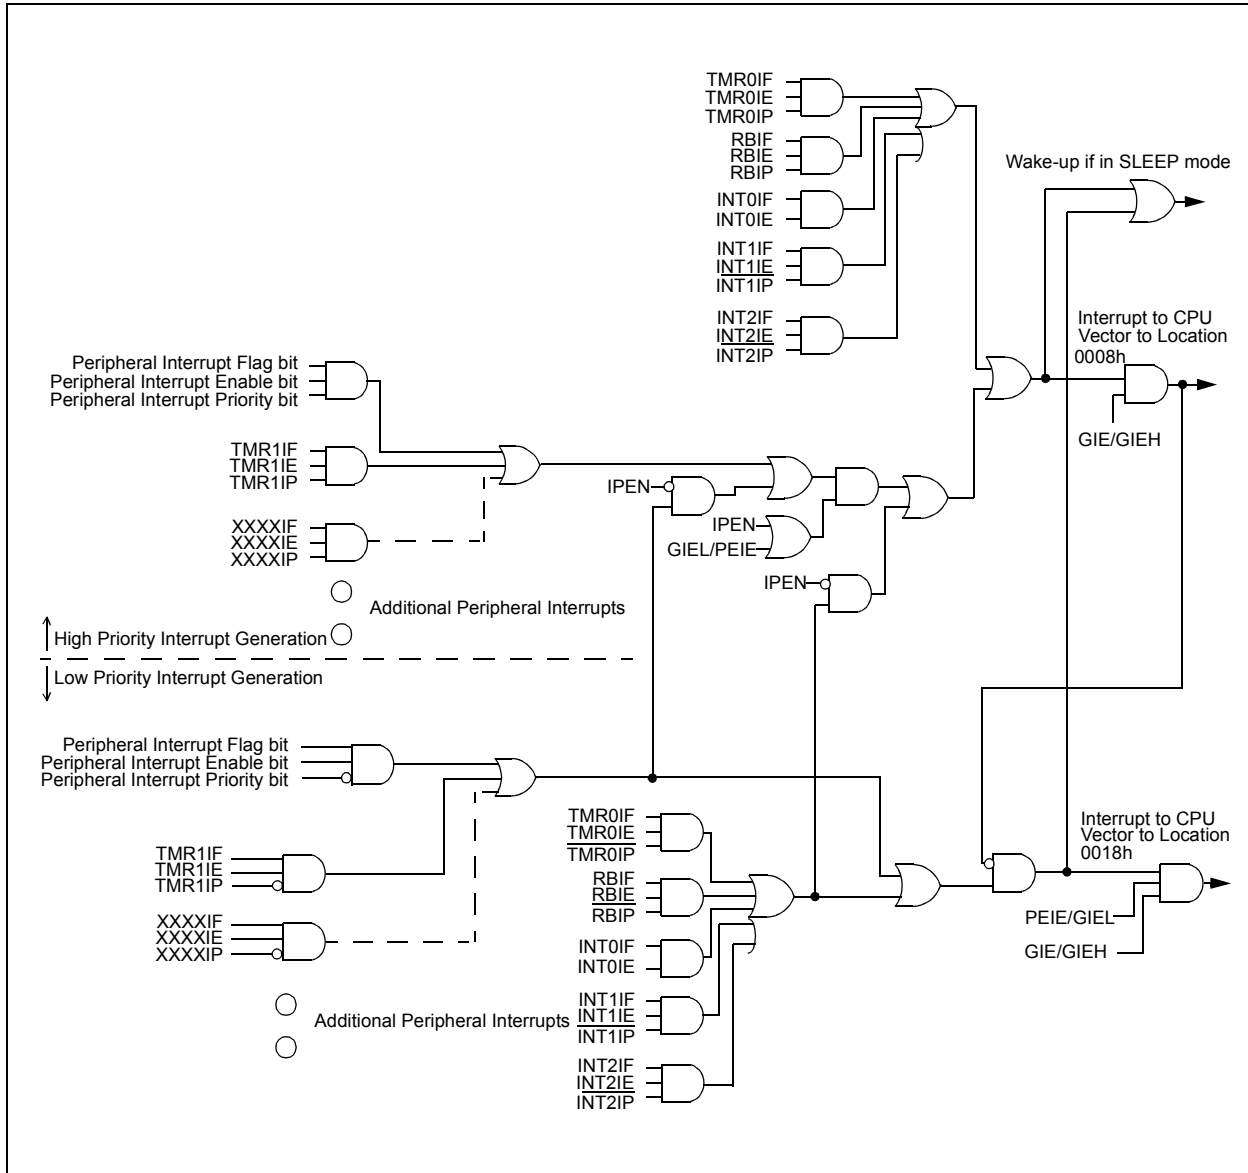 TMR0IF
TMR0IE
TMR0IP
RBIF
RBIE
RBIP
INT0IF
INT0IE
INT1IF
INT1IE
INT1IP
INT2IF
INT2IE
INT2IP
Wake-up if in SLEEP mode
Interrupt to CPU
Vector to Location
0008h
GIE/GIEH
Peripheral Interrupt Flag bit
Peripheral Interrupt Enable bit
Peripheral Interrupt Priority bit
TMR1IF
TMR1IE
TMR1IP
XXXXIF
XXXXIE
XXXXIP
IPEN
IPEN
GIEL/PEIE
IPEN
Additional Peripheral Interrupts
High Priority Interrupt Generation
Low Priority Interrupt Generation
Peripheral Interrupt Flag bit
Peripheral Interrupt Enable bit
Peripheral Interrupt Priority bit
TMR1IF
TMR1IE
TMR1IP
XXXXIF
XXXXIE
XXXXIP
Additional Peripheral Interrupts
TMR0IF
TMR0IE
TMR0IP
RBIF
RBIE
RBIP
INT0IF
INT0IE
INT1IF
INT1IE
INT1IP
INT2IF
INT2IE
INT2IP
Interrupt to CPU
Vector to Location
0018h
PEIE/GIEL
GIE/GIEH